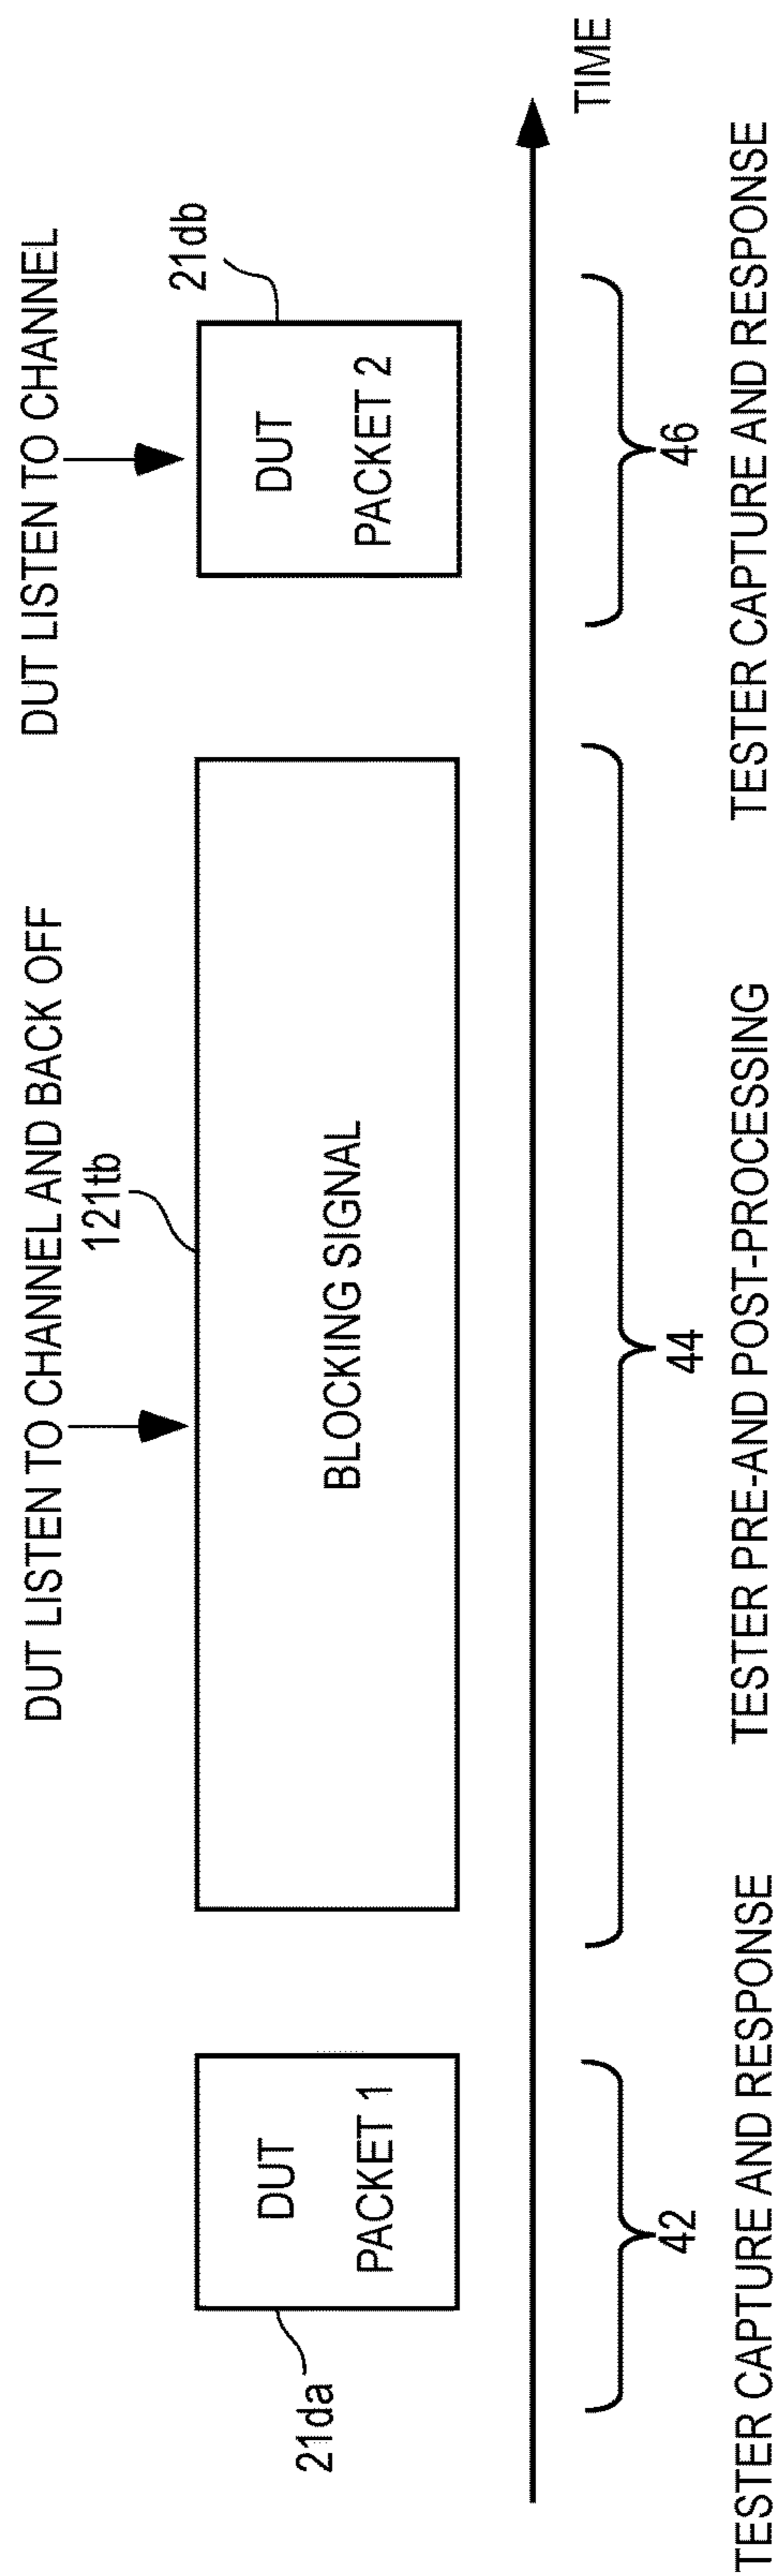 DUT LISTEN TO CHANNEL AND BACK OFF
DUT LISTEN TO CHANNEL
121tb
21db
21da
DUT
PACKET 1
BLOCKING SIGNAL
DUT
PACKET 2
TIME
42
44
46
TESTER CAPTURE AND RESPONSE
TESTER PRE-AND POST-PROCESSING
TESTER CAPTURE AND RESPONSE